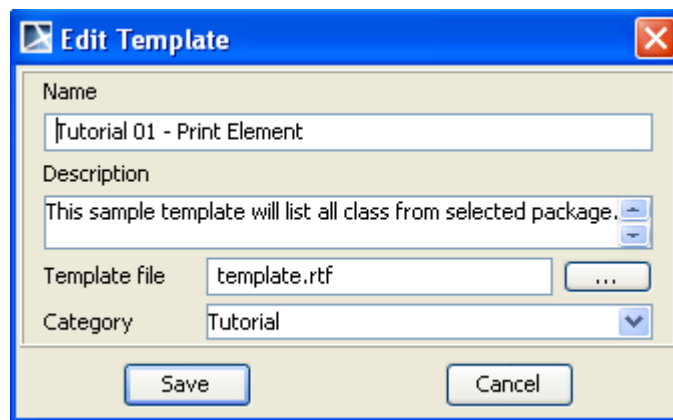 Edit Template
Name
Tutorial 01 - Print Element
Description
This sample template will list all class from selected package.
Template file template.rtf ...
Category Tutorial
Save Cancel